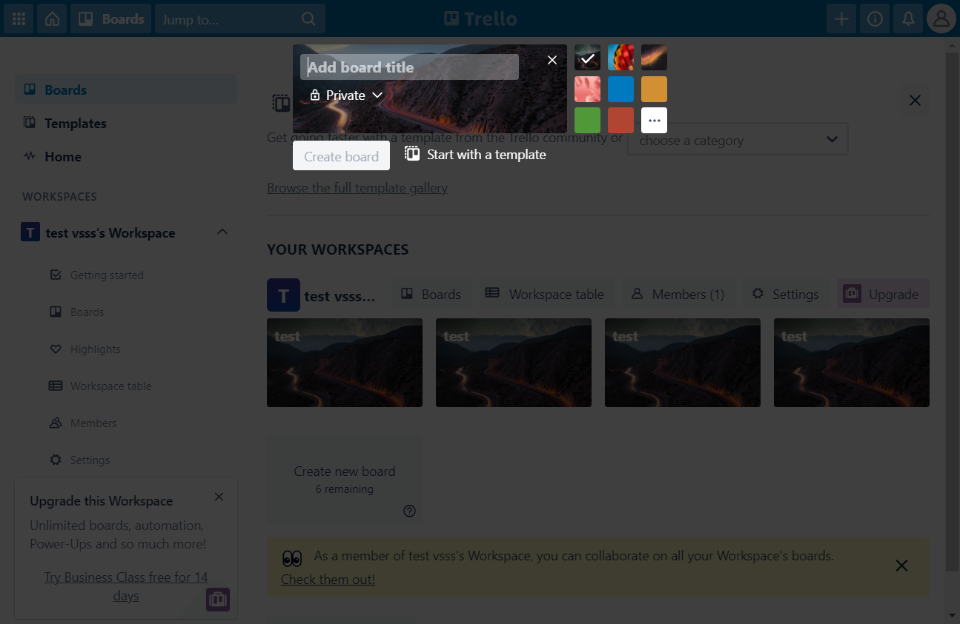 Boards
Jump to...
Trello
Add board title
Private
Create board
Start with a template
Boards
Templates
Home
WORKSPACES
T test vsss's Workspace
Getting started
Boards
Highlights
Workspace table
Members
Settings
Upgrade this Workspace
Unlimited boards, automation,
Power-Ups and so much more!
Try Business Class free for 14
days
Get going faster with a template from the Trello community or
choose a category
Browse the full template gallery
YOUR WORKSPACES
T test vsss... Boards Workspace table Members (1) Settings Upgrade
test test test test
Create new board
6 remaining
As a member of test vsss's Workspace, you can collaborate on all your Workspace's boards.
Check them out!